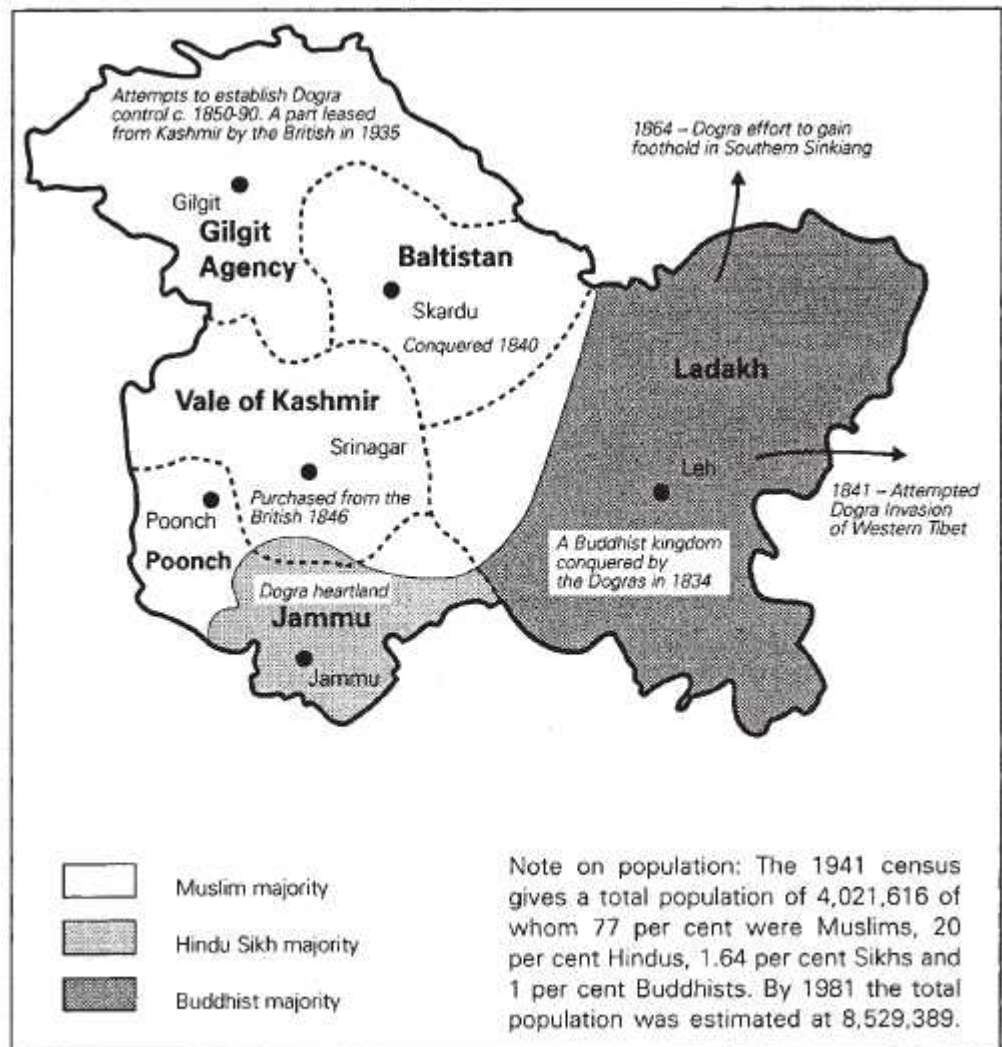 Attempts to establish Dogra
control c. 1850-90. A part leased
from Kashmir by the British in 1935
1864 – Dogra effort to gain
foothold in Southern Sinkiang
Gilgit
Gilgit
Agency
Baltistan
Skardu
Conquered 1840
Ladakh
Vale of Kashmir
Srinagar
Leh
Purchased from the
British 1846
1841 – Attempted
Dogra Invasion
of Western Tibet
Poonch
Poonch
A Buddhist kingdom
conquered by
the Dogras in 1834
Dogra heartland
Jammu
Jammu
Muslim majority
Hindu Sikh majority
Buddhist majority
Note on population: The 1941 census
gives a total population of 4,021,616 of
whom 77 per cent were Muslims, 20
per cent Hindus, 1.64 per cent Sikhs and
1 per cent Buddhists. By 1981 the total
population was estimated at 8,529,389.